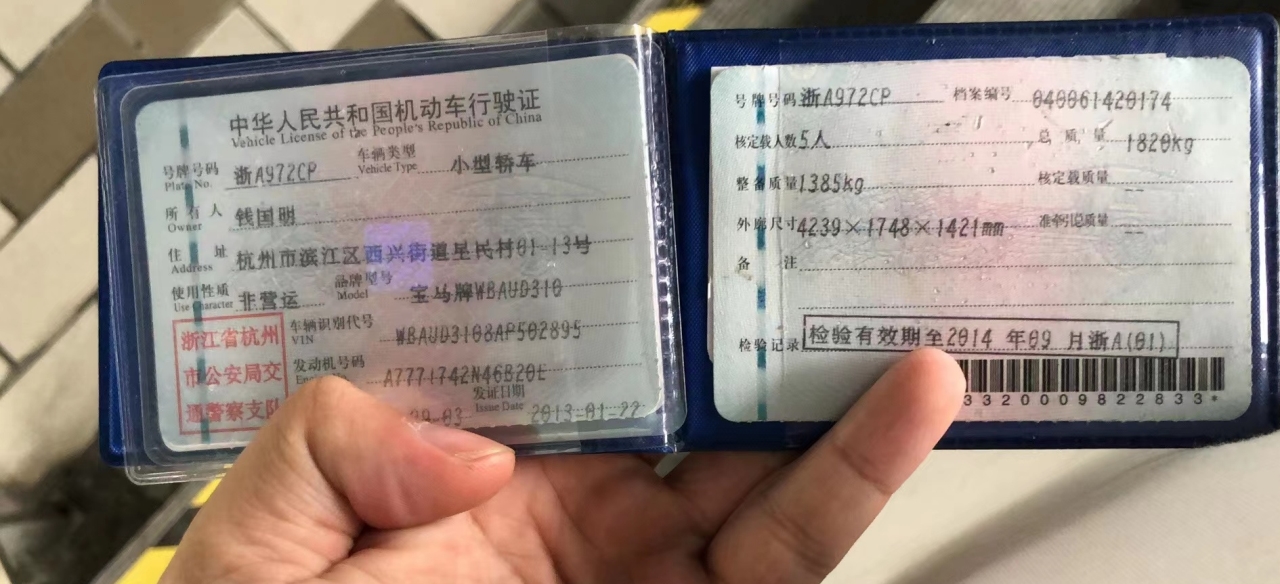 中华人民共和国机动车行驶证
Vehicle License of the People's Republic of China
号牌号码 浙A972CP 车辆类型 小型轿车
Plate No. Vehicle Type
所有人 钱国明
Owner
住址 杭州市滨江区西兴街道星民村01-13号
Address
使用性质 非营运 品牌型号 宝马牌WBAUD310
Use Character Model
浙江省杭州
市公安局交
通警察支队
车辆识别代号 WBAUD3108AP502895
VIN
发动机号码 A7771742N46B20E
发证日期
Issue Date 2013-01-22
09-03
号牌号码 浙A972CP 档案编号 040061420174
核定载人数 5人 总质量 1820kg
整备质量 1385kg 核定载质量 --
外廓尺寸 4239×1748×1421mm 准牵引总质量 --
备注
检验记录 检验有效期至2014年09月浙A(01)
3320009822833*